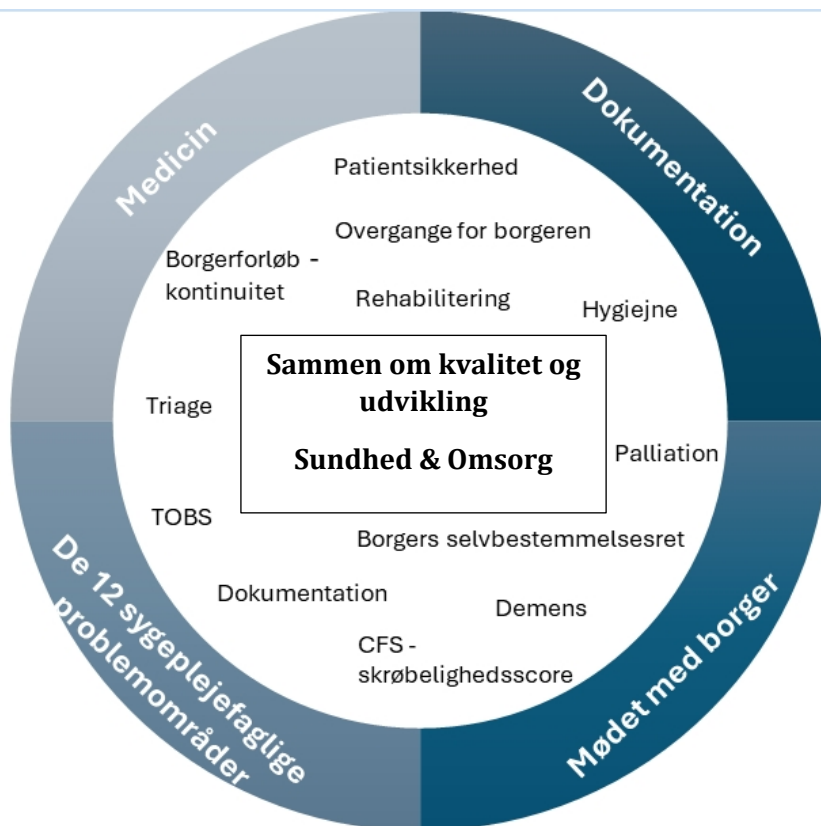 Medicin
Dokumentation
Patientsikkerhed
Overgange for borgeren
Borgerforløb -
kontinuitet
Rehabilitering
Hygiejne
Sammen om kvalitet og
udvikling
Sundhed & Omsorg
Triage
Palliation
TOBS
Borgers selvbestemmelsesret
Dokumentation
Demens
CFS -
skrøbelighedsscore
De 12 sygeplejefaglige
problemområder
Mødet med borger